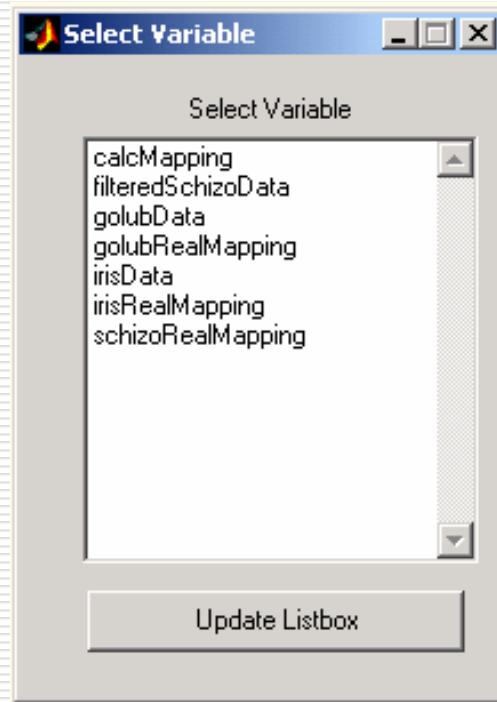 Select Variable
Select Variable
calcMapping
filteredSchizoData
golubData
golubRealMapping
irisData
irisRealMapping
schizoRealMapping
Update Listbox